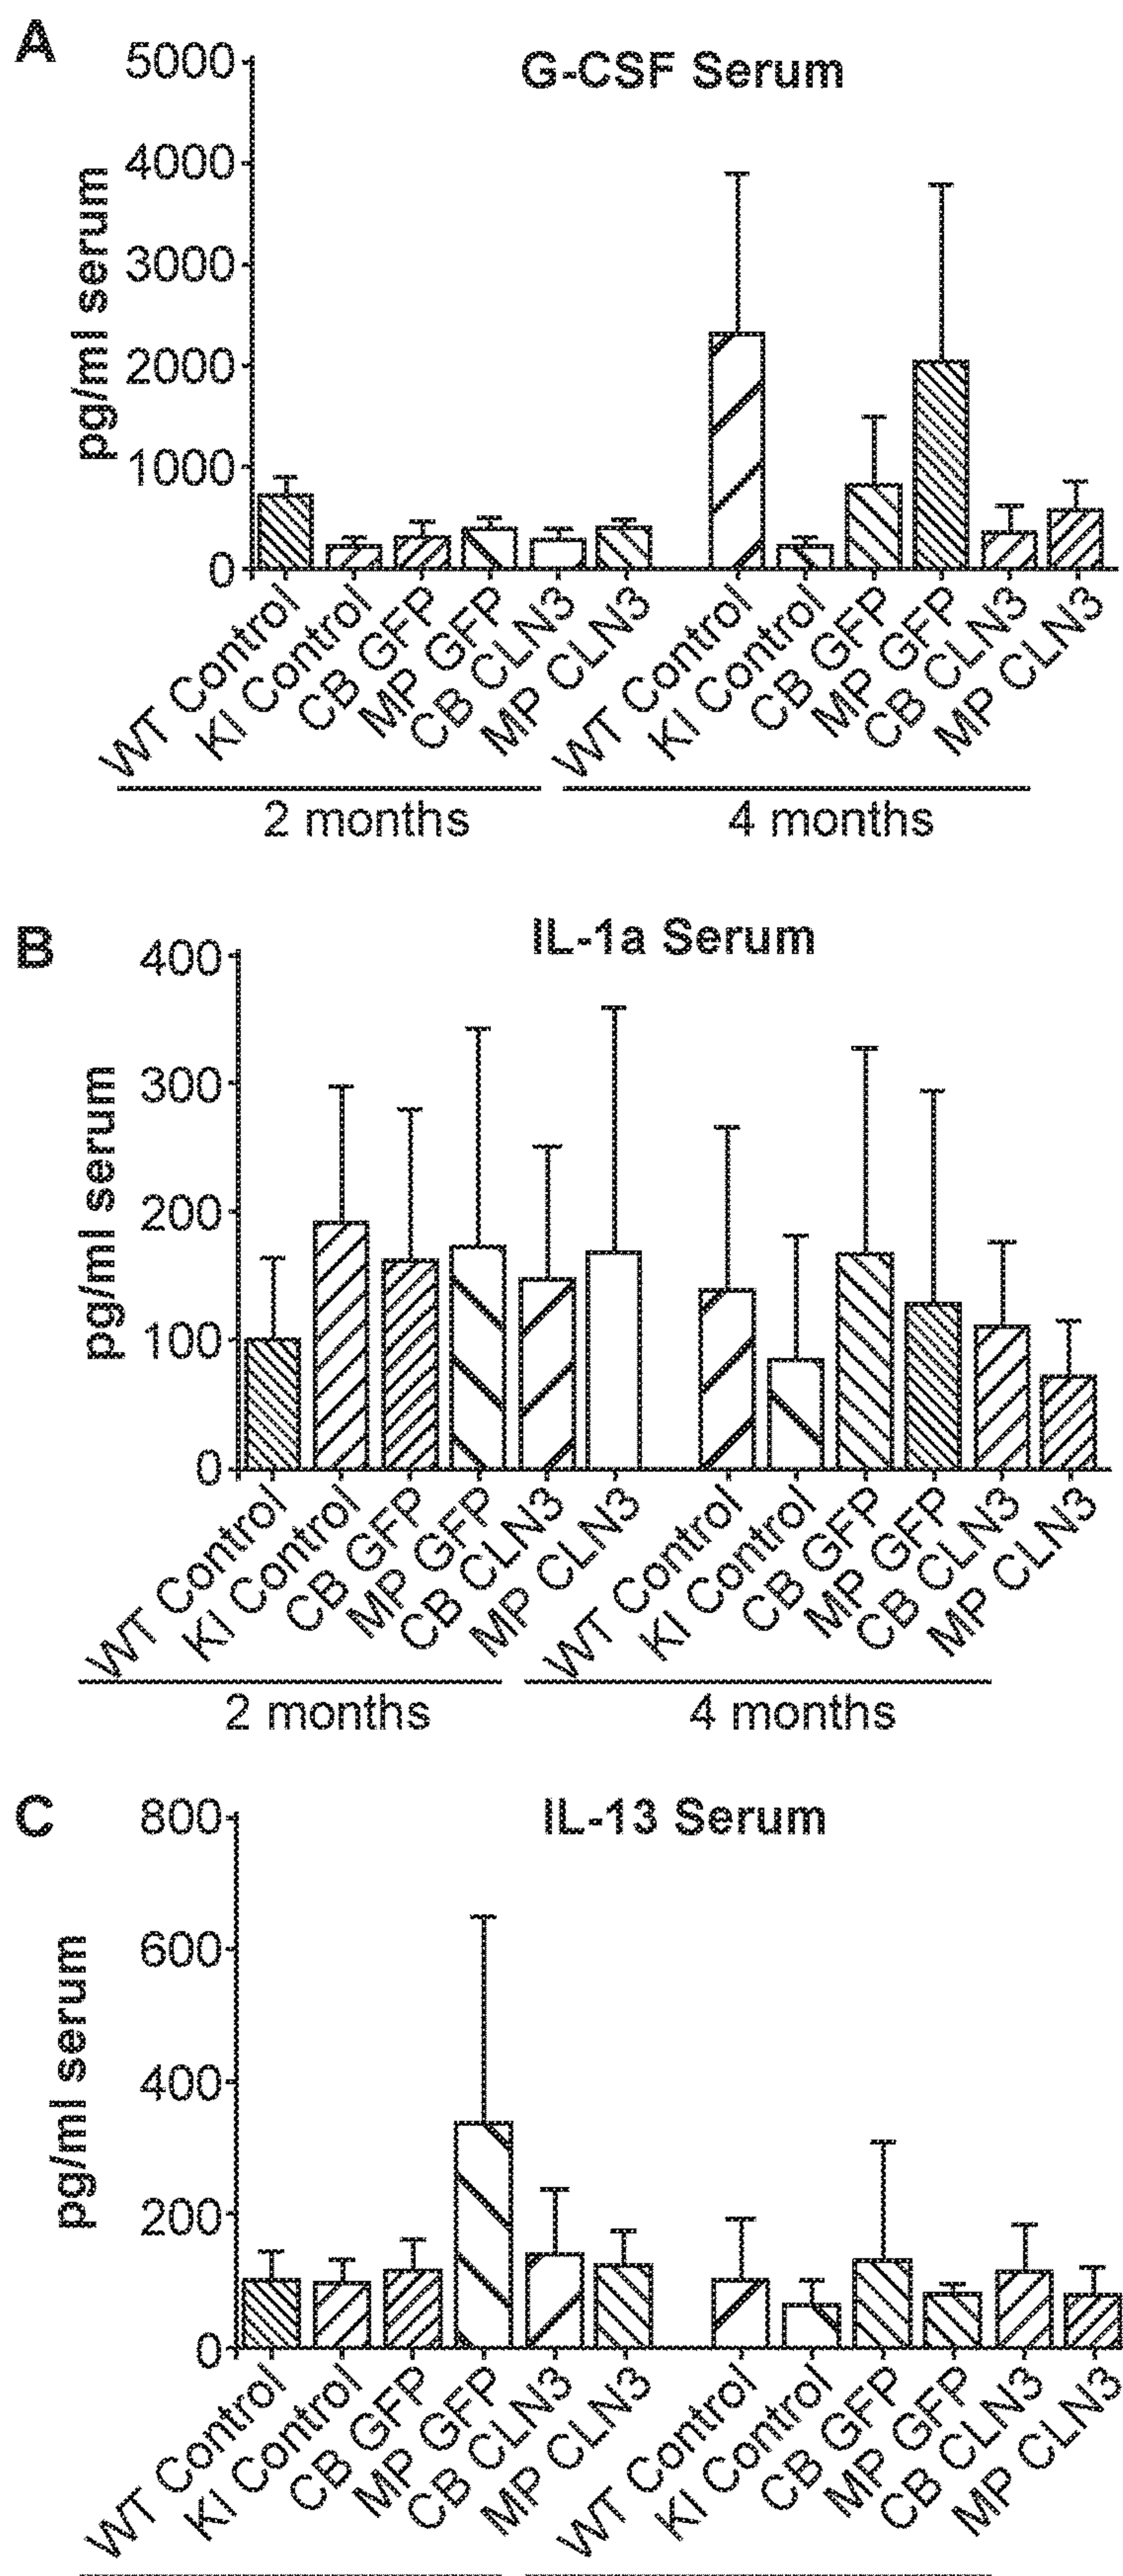 A
G-CSF Serum
pg/ml serum
5000
4000
3000
2000
1000
0
WT Control
KI Control
CB GFP
MP GFP
CB CLN3
MP CLN3
WT Control
KI Control
CB GFP
MP GFP
CB CLN3
MP CLN3
2 months
4 months
B
IL-1a Serum
pg/ml serum
400
300
200
100
0
WT Control
KI Control
CB GFP
MP GFP
CB CLN3
MP CLN3
WT Control
KI Control
CB GFP
MP GFP
CB CLN3
MP CLN3
2 months
4 months
C
IL-13 Serum
pg/ml serum
800
600
400
200
0
WT Control
KI Control
CB GFP
MP GFP
CB CLN3
MP CLN3
WT Control
KI Control
CB GFP
MP GFP
CB CLN3
MP CLN3